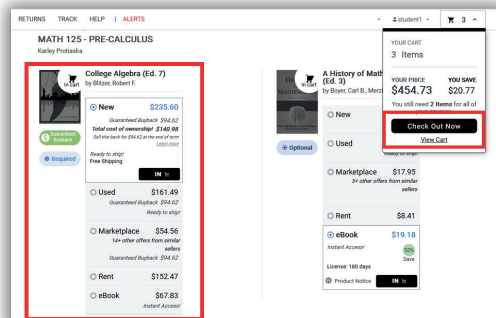 RETURNS TRACK HELP | ALERTS
student1
3
MATH 125 - PRE-CALCULUS
Karley Prohaska
YOUR CART
3 Items
YOUR PRICE YOU SAVE
$454.73 $20.77
You still need 2 Items for all of
Check Out Now
View Cart
In cart
College Algebra (Ed. 7)
by Blitzer, Robert F.
Guaranteed
Buyback
Required
New $235.60
Guaranteed Buyback $94.62
Total cost of ownership! $140.98
Sell this back for $94.62 at the end of term
Learn more
Ready to ship!
Free Shipping
IN
Used $161.49
Guaranteed Buyback $94.62
Ready to ship!
Marketplace $54.56
14+ other offers from similar
sellers
Guaranteed Buyback $94.62
Rent $152.47
eBook $67.83
Instant Access!
In cart
A History of Math
(Ed. 3)
by Boyer, Carl B., Merz
Optional
New
Used
Ready to ship!
Marketplace $17.95
5+ other offers from similar
sellers
Rent $8.41
eBook $19.18
Instant Access!
52%
Save
License: 180 days
Product Notice IN